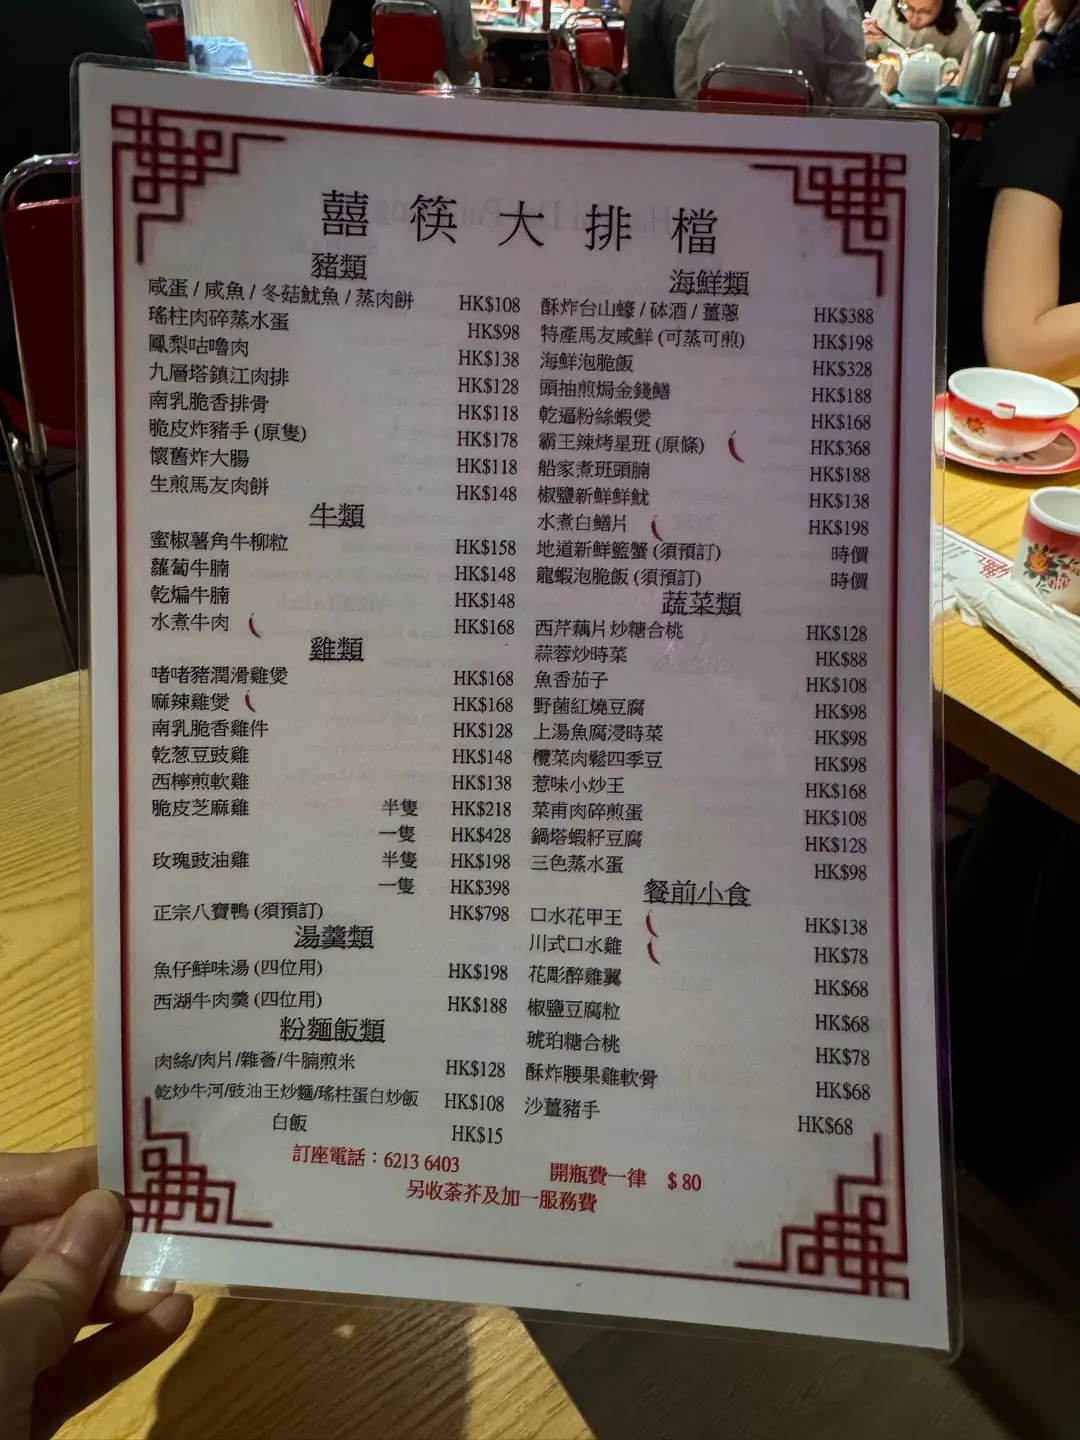 囍筷大排檔
豬類
咸蛋 / 咸魚 / 冬菇魷魚 / 蒸肉餅 HK$108
瑤柱肉碎蒸水蛋 HK$98
鳳梨咕嚕肉 HK$138
九層塔鎮江肉排 HK$128
南乳脆香排骨 HK$118
脆皮炸豬手 (原隻) HK$178
懷舊炸大腸 HK$118
生煎馬友肉餅 HK$148
牛類
蜜椒薯角牛柳粒 HK$158
蘿蔔牛腩 HK$148
乾煸牛腩 HK$148
水煮牛肉 HK$168
雞類
啫啫豬潤滑雞煲 HK$168
麻辣雞煲 HK$168
南乳脆香雞件 HK$128
乾葱豆豉雞 HK$148
西檸煎軟雞 HK$138
脆皮芝麻雞 半隻 HK$218
一隻 HK$428
玫瑰豉油雞 半隻 HK$198
一隻 HK$398
正宗八寶鴨 (須預訂) HK$798
湯羹類
魚仔鮮味湯 (四位用) HK$198
西湖牛肉羹 (四位用) HK$188
粉麵飯類
肉絲/肉片/雜薈/牛腩煎米 HK$128
乾炒牛河/豉油王炒麵/瑤柱蛋白炒飯 HK$108
白飯 HK$15
海鮮類
酥炸台山蠔 / 砵酒 / 薑蔥 HK$388
特產馬友咸鮮 (可蒸可煎) HK$198
海鮮泡脆飯 HK$328
頭抽煎焗金錢鱔 HK$188
乾逼粉絲蝦煲 HK$168
霸王辣烤星班 (原條) HK$368
船家煮班頭腩 HK$188
椒鹽新鮮鮮魷 HK$138
水煮白鱔片 HK$198
地道新鮮籃蟹 (須預訂) 時價
龍蝦泡脆飯 (須預訂) 時價
蔬菜類
西芹藕片炒糖合桃 HK$128
蒜蓉炒時菜 HK$88
魚香茄子 HK$108
野菌紅燒豆腐 HK$98
上湯魚腐浸時菜 HK$98
欖菜肉鬆四季豆 HK$98
惹味小炒王 HK$168
菜甫肉碎煎蛋 HK$108
鍋塔蝦籽豆腐 HK$128
三色蒸水蛋 HK$98
餐前小食
口水花甲王 HK$138
川式口水雞 HK$78
花彫醉雞翼 HK$68
椒鹽豆腐粒 HK$68
琥珀糖合桃 HK$78
酥炸腰果雞軟骨 HK$68
沙薑豬手 HK$68
訂座電話：6213 6403
開瓶費一律 $ 80
另收茶芥及加一服務費